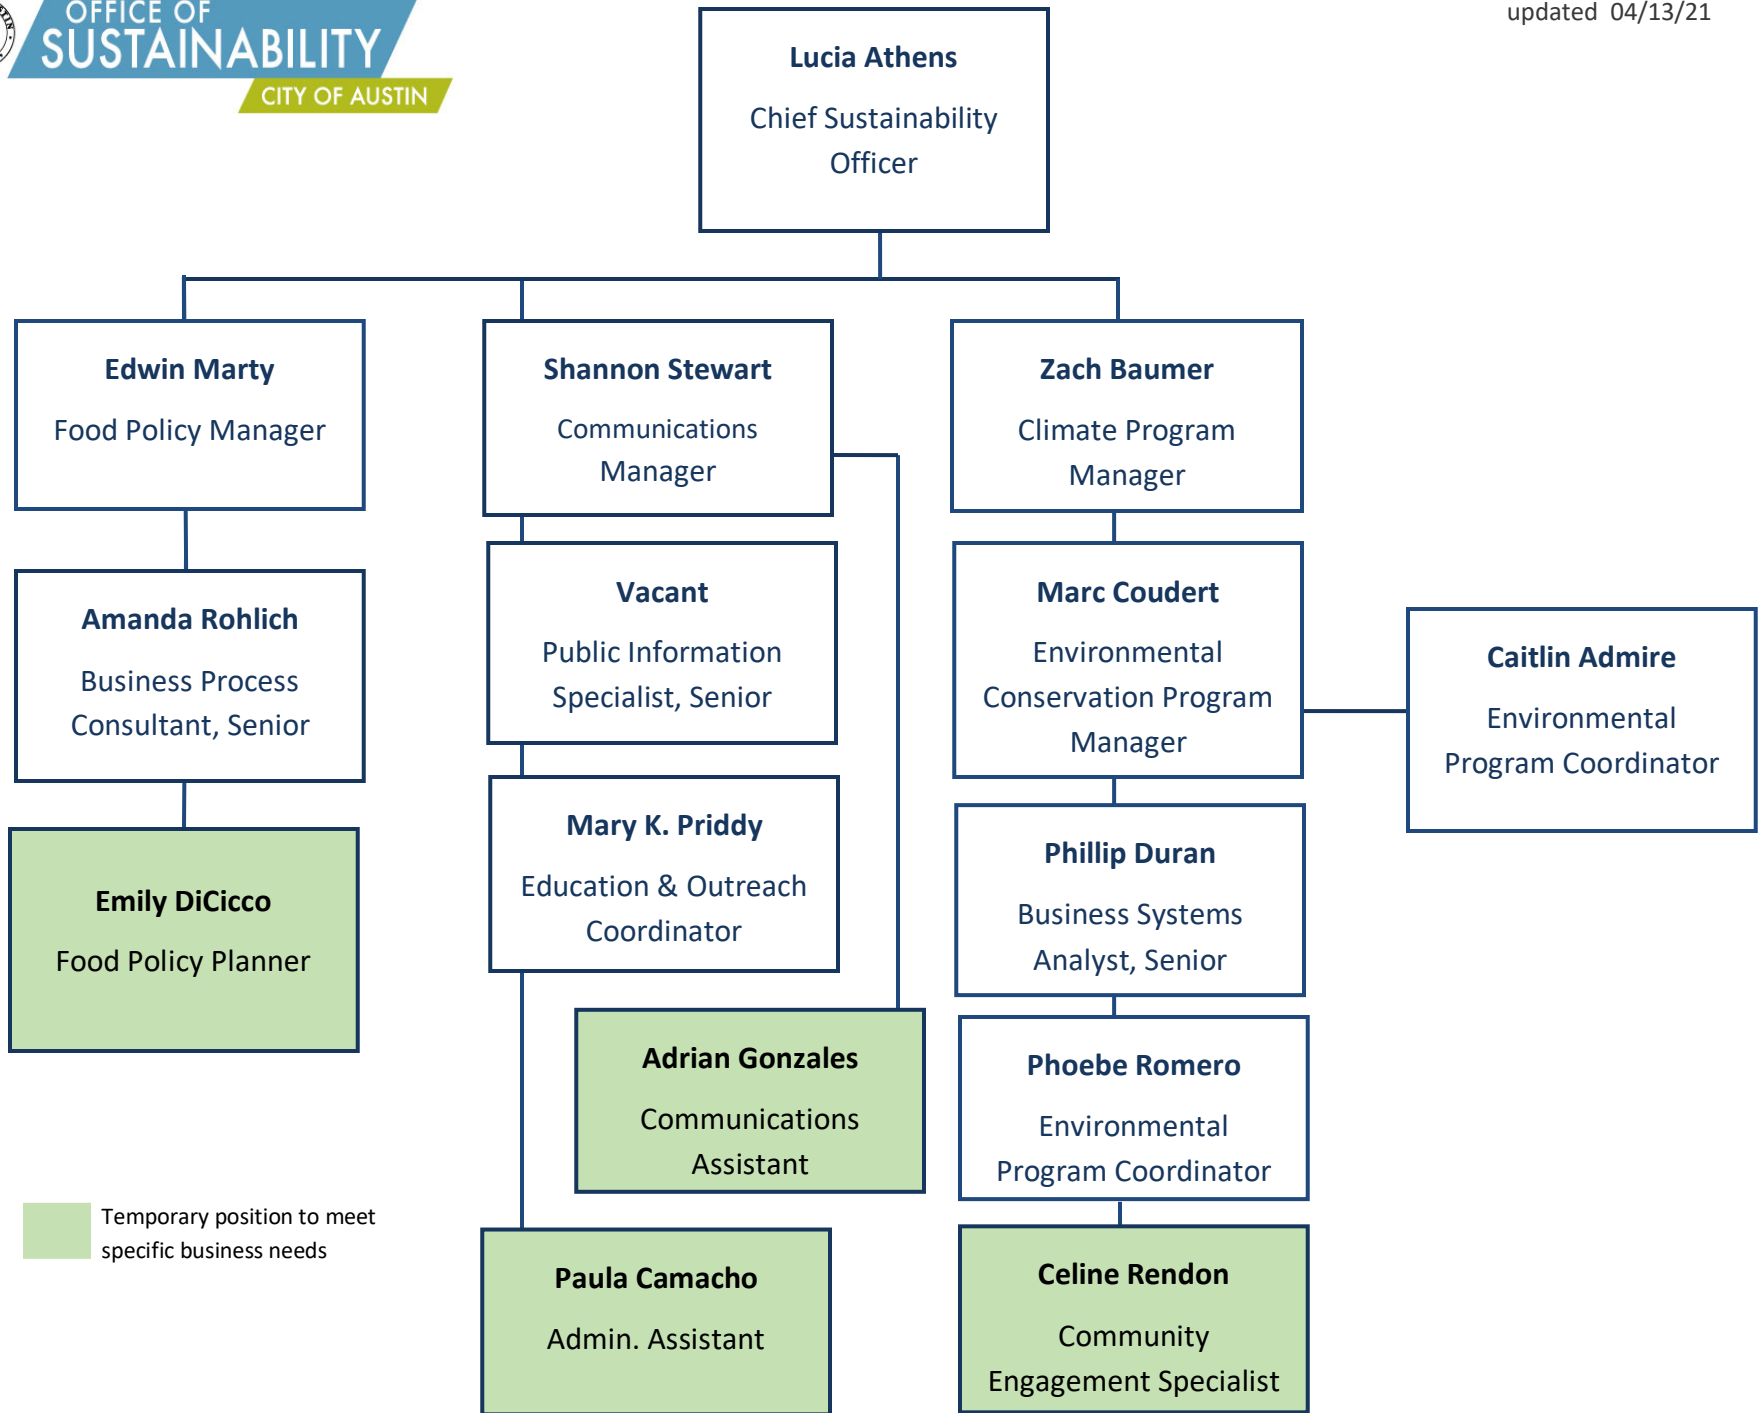 OFFICE OF
SUSTAINABILITY
CITY OF AUSTIN
updated 04/13/21
Lucia Athens
Chief Sustainability
Officer
Edwin Marty
Food Policy Manager
Shannon Stewart
Communications
Manager
Zach Baumer
Climate Program
Manager
Amanda Rohlich
Business Process
Consultant, Senior
Vacant
Public Information
Specialist, Senior
Marc Coudert
Environmental
Conservation Program
Manager
Caitlin Admire
Environmental
Program Coordinator
Emily DiCicco
Food Policy Planner
Mary K. Priddy
Education & Outreach
Coordinator
Phillip Duran
Business Systems
Analyst, Senior
Adrian Gonzales
Communications
Assistant
Phoebe Romero
Environmental
Program Coordinator
Temporary position to meet
specific business needs
Paula Camacho
Admin. Assistant
Celine Rendon
Community
Engagement Specialist